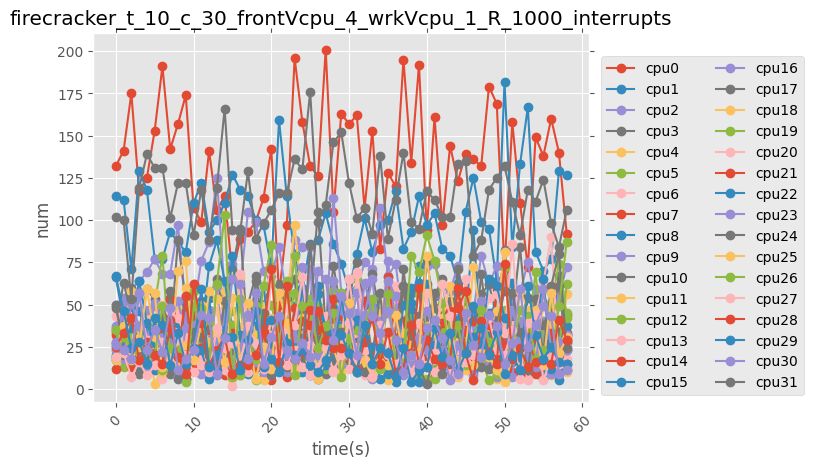 firecracker_t_10_c_30_frontVcpu_4_wrkVcpu_1_R_1000_interrupts
200
175
150
125
100
75
50
25
0
num
0
10
20
30
40
50
60
time(s)
cpu0
cpu1
cpu2
cpu3
cpu4
cpu5
cpu6
cpu7
cpu8
cpu9
cpu10
cpu11
cpu12
cpu13
cpu14
cpu15
cpu16
cpu17
cpu18
cpu19
cpu20
cpu21
cpu22
cpu23
cpu24
cpu25
cpu26
cpu27
cpu28
cpu29
cpu30
cpu31